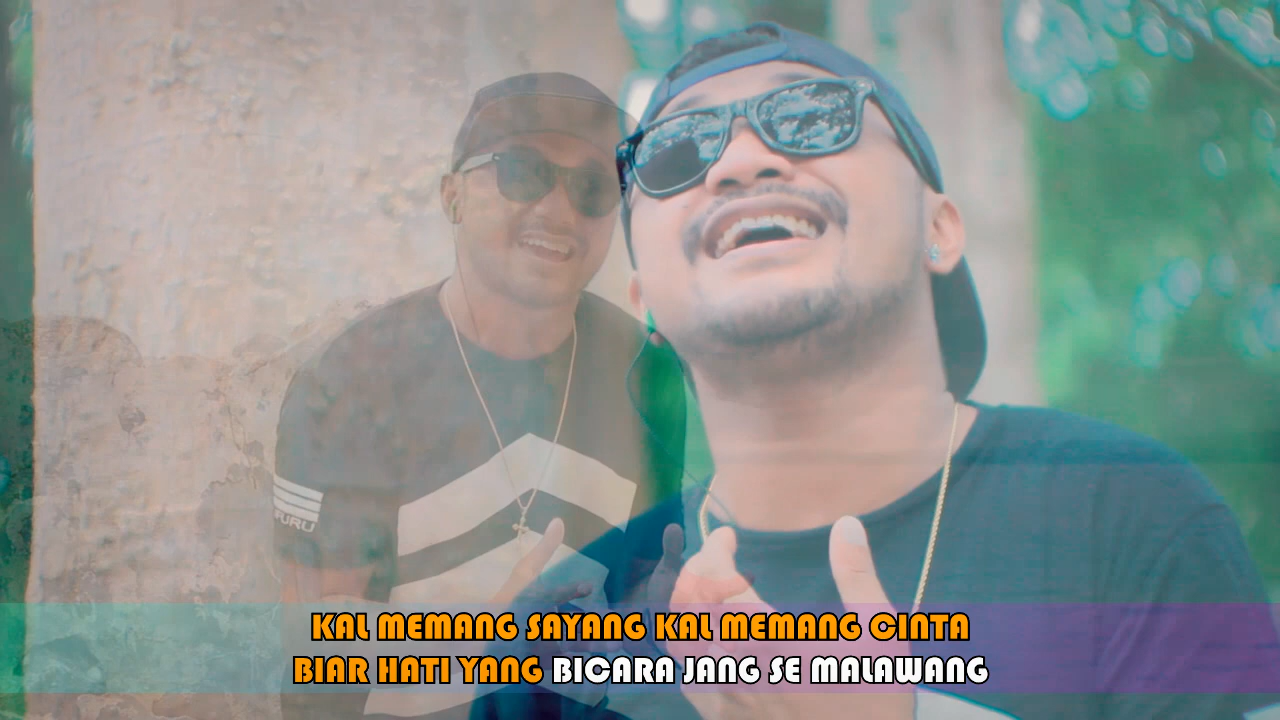 KAL MEMANG SAYANG KAL MEMANG CINTA
BIAR HATI YANG BICARA JANG SE MALAWANG